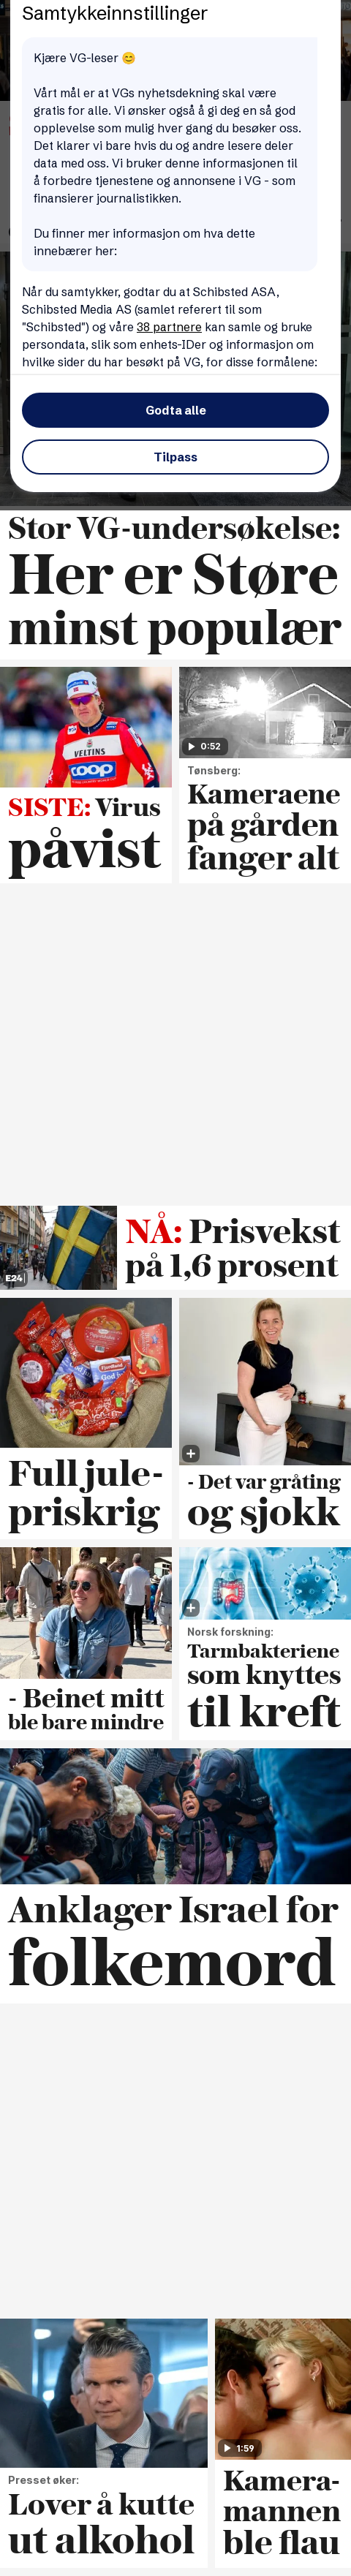 Samtykkeinnstillinger
Kjære VG-leser 😊
Vårt mål er at VGs nyhetsdekning skal være
gratis for alle. Vi ønsker også å gi deg en så god
opplevelse som mulig hver gang du besøker oss.
Det klarer vi bare hvis du og andre lesere deler
data med oss. Vi bruker denne informasjonen til
å forbedre tjenestene og annonsene i VG - som
finansierer journalistikken.
Du finner mer informasjon om hva dette
innebærer her:
Når du samtykker, godtar du at Schibsted ASA,
Schibsted Media AS (samlet referert til som
"Schibsted") og våre 38 partnere kan samle og bruke
persondata, slik som enhets-IDer og informasjon om
hvilke sider du har besøkt på VG, for disse formålene:
Godta alle
Tilpass
Stor VG-undersøkelse:
Her er Støre
minst populær
VELTINS
coop
SISTE: Virus
påvist
0:52
Tønsberg:
Kameraene
på gården
fanger alt
E24
NÅ: Prisvekst
på 1,6 prosent
Full jule-
priskrig
- Det var gråting
og sjokk
- Beinet mitt
ble bare mindre
Norsk forskning:
Tarmbakteriene
som knyttes
til kreft
Anklager Israel for
folkemord
Presset øker:
Lover å kutte
ut alkohol
1:59
Kamera-
mannen
ble flau